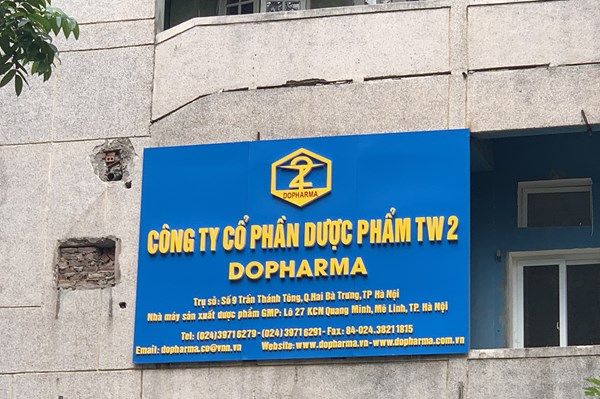 2
DOPHARMA
CÔNG TY CỔ PHẦN DƯỢC PHẨM TW 2
DOPHARMA
Trụ sở: Số 9 Trần Thánh Tông, Q.Hai Bà Trưng, TP Hà Nội
Nhà máy sản xuất dược phẩm GMP: Lô 27 KCN Quang Minh, Mê Linh, TP. Hà Nội
Tel: (024)3971 6279 - (024) 3971 6291 - Fax: 84-024.38211815
Email: dopharma.co@vnn.vn Website: www.dopharma.vn - www.dopharma.com.vn